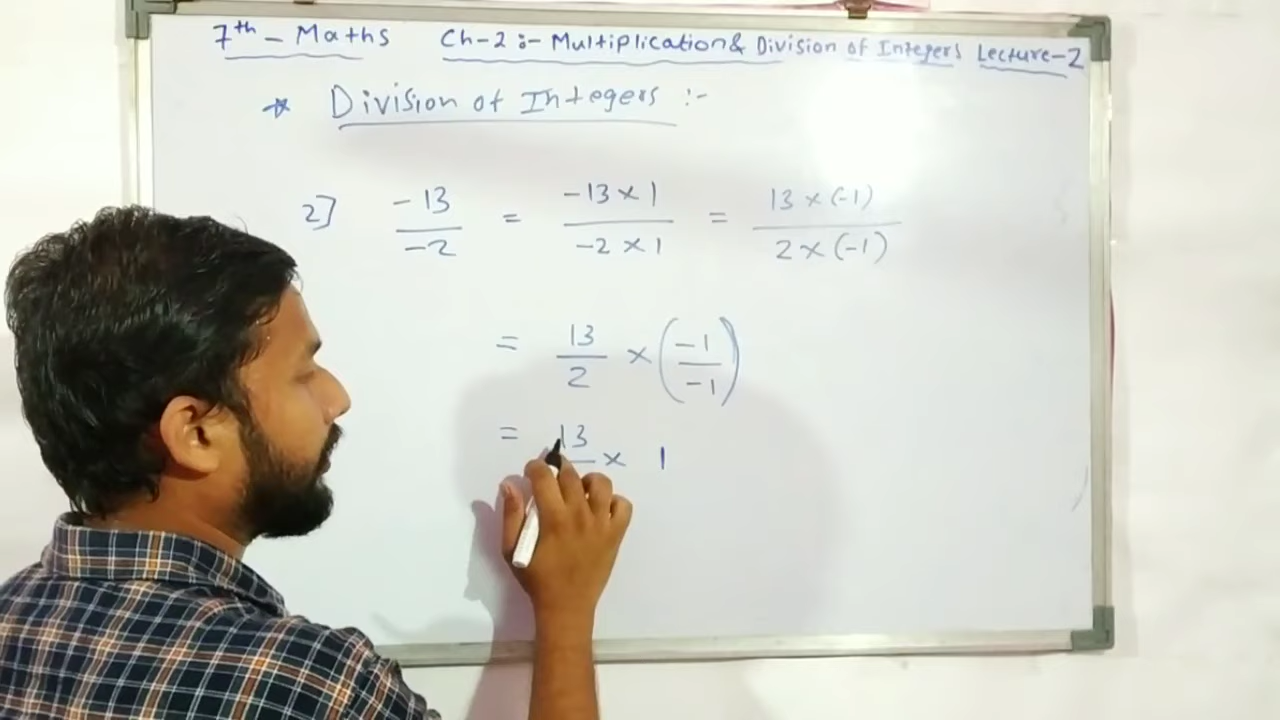 7th - Maths Ch-2 :- Multiplication & Division of Integers Lecture-2
* Division of Integers :-
2] -13/-2 = -13 × 1/-2 × 1 = 13 × (-1)/2 × (-1)
= 13/2 × (-1/-1)
= 13 × 1